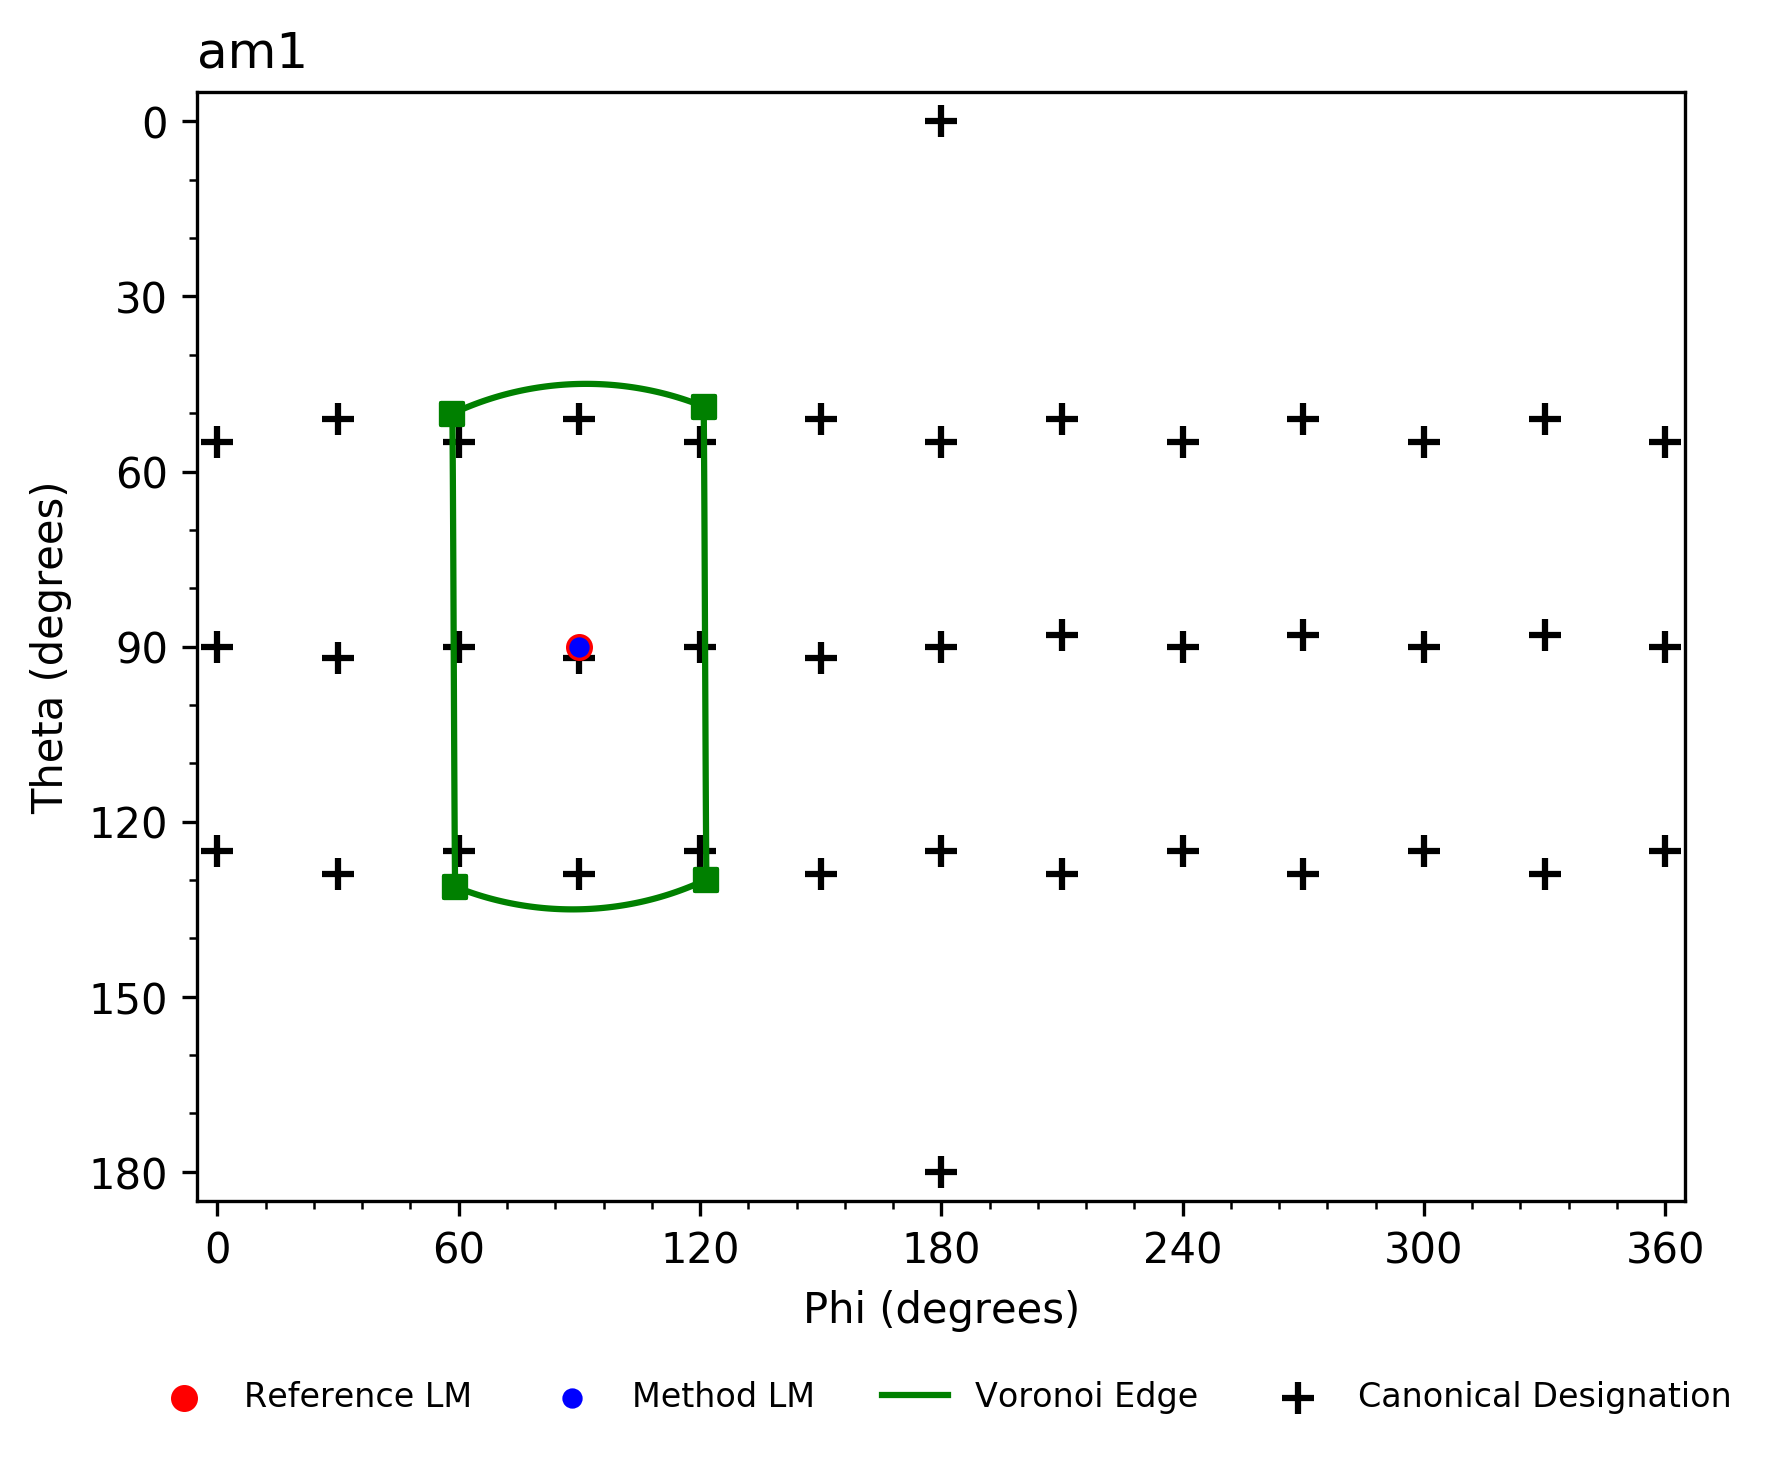 am1
Theta (degrees)
0
30
60
90
120
150
180
0 60 120 180 240 300 360
Phi (degrees)
Reference LM Method LM Voronoi Edge Canonical Designation